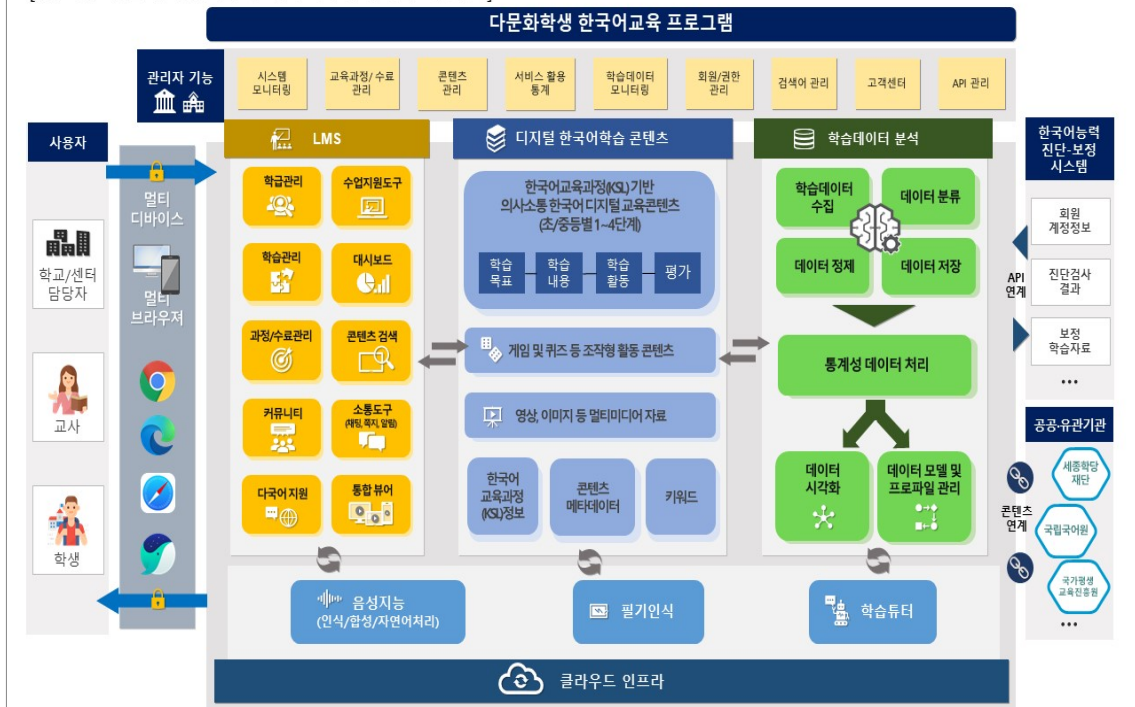 다문화학생 한국어교육 프로그램
관리자 기능
시스템
모니터링
교육과정/ 수료
관리
콘텐츠
관리
서비스 활용
통계
학습데이터
모니터링
회원/권한
관리
검색어 관리
고객센터
API 관리
사용자
학교/센터
담당자
교사
학생
멀티
디바이스
멀티
브라우져
LMS
학급관리
수업지원도구
학습관리
대시보드
과정/수료관리
콘텐츠 검색
커뮤니티
소통도구
(채팅, 쪽지, 알림)
다국어 지원
통합 뷰어
디지털 한국어학습 콘텐츠
한국어교육과정(KSL) 기반
의사소통 한국어 디지털 교육콘텐츠
(초/중등별 1~4단계)
학습
목표
학습
내용
학습
활동
평가
게임 및 퀴즈 등 조작형 활동 콘텐츠
영상, 이미지 등 멀티미디어 자료
한국어
교육과정
(KSL)정보
콘텐츠
메타데이터
키워드
학습데이터 분석
학습데이터
수집
데이터 분류
데이터 정제
데이터 저장
통계성 데이터 처리
데이터
시각화
데이터 모델 및
프로파일 관리
한국어능력
진단-보정
시스템
API
연계
회원
계정정보
진단검사
결과
보정
학습자료
...
공공·유관기관
콘텐츠
연계
세종학당
재단
국립국어원
국가평생
교육진흥원
...
음성지능
(인식/합성/자연어처리)
필기인식
학습튜터
클라우드 인프라